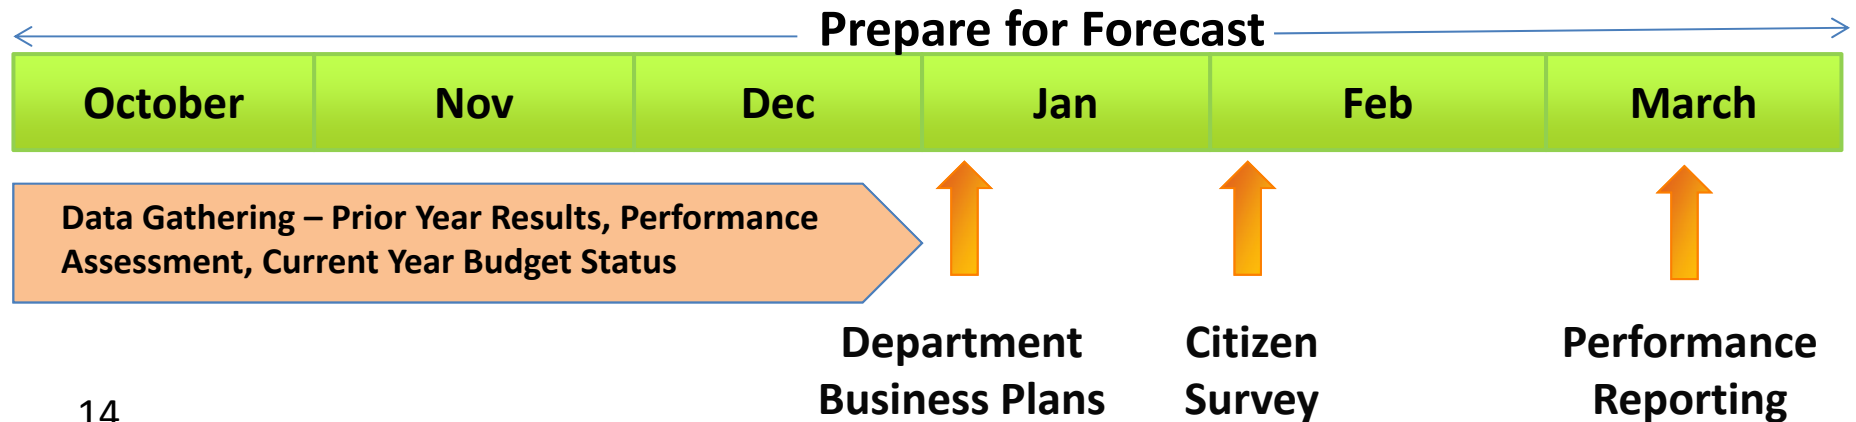 Prepare for Forecast
October Nov Dec Jan Feb March
Data Gathering – Prior Year Results, Performance
Assessment, Current Year Budget Status
Department
Business Plans
Citizen
Survey
Performance
Reporting
14